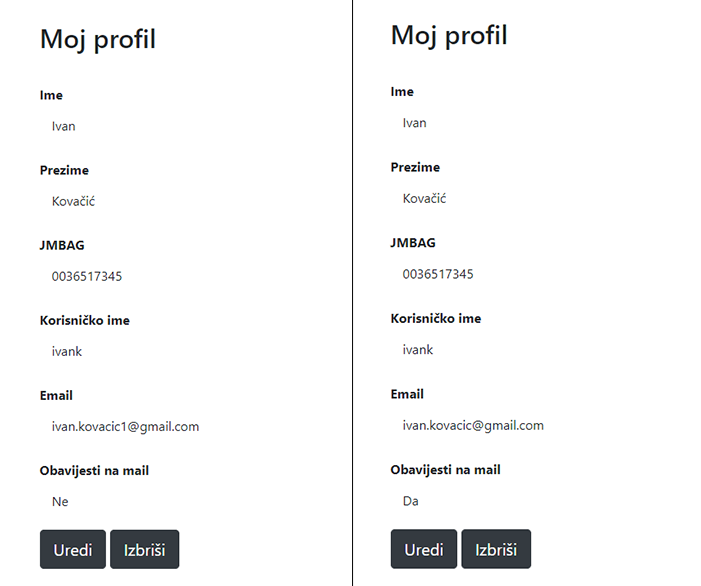 Moj profil
Ime
Ivan
Prezime
Kovačić
JMBAG
0036517345
Korisničko ime
ivank
Email
ivan.kovacic1@gmail.com
Obavijesti na mail
Ne
Uredi Izbriši
Moj profil
Ime
Ivan
Prezime
Kovačić
JMBAG
0036517345
Korisničko ime
ivank
Email
ivan.kovacic@gmail.com
Obavijesti na mail
Da
Uredi Izbriši